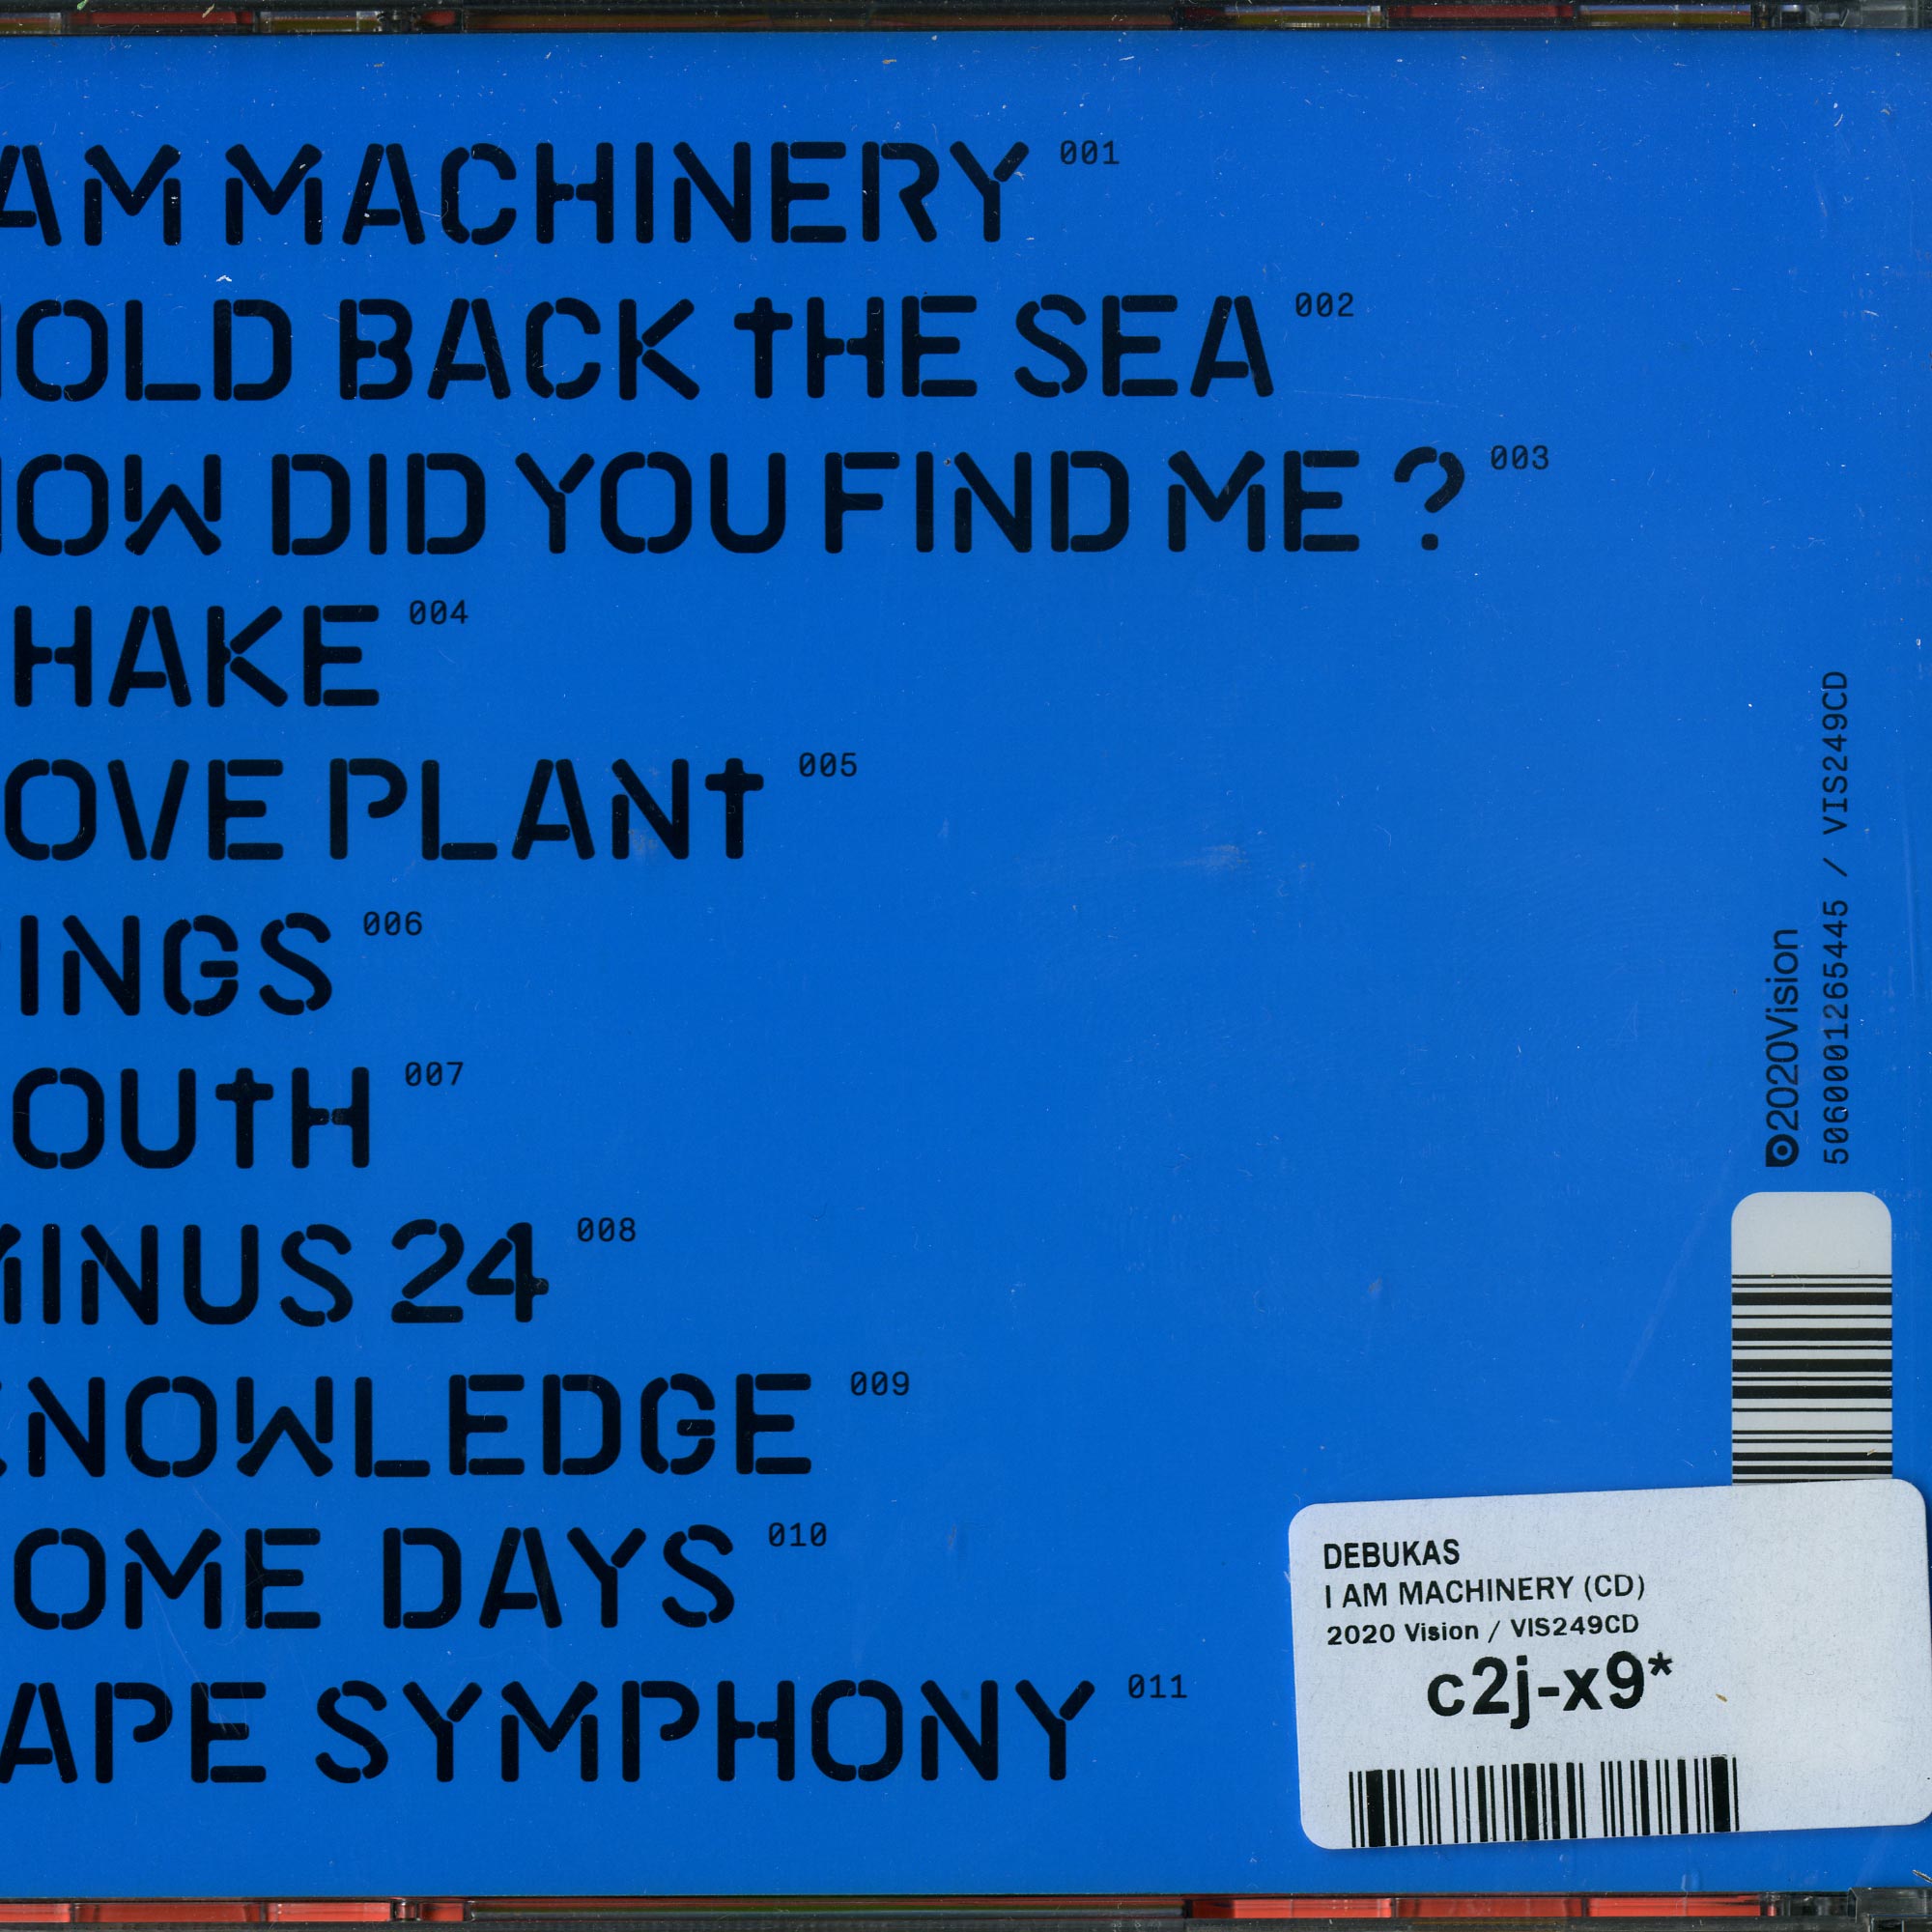 AM MACHINERY 001
OLD BACK tHE SEA 002
OW DID YOU FIND ME ? 003
HAKE 004
OVE PLANt 005
INGS 006
OUtH 007
MINUS 24 008
KNOWLEDGE 009
OME DAYS 010
APE SYMPHONY 011
2020Vision
5060001265445 / VIS249CD
DEBUKAS
I AM MACHINERY (CD)
2020 Vision / VIS249CD
c2j-x9*